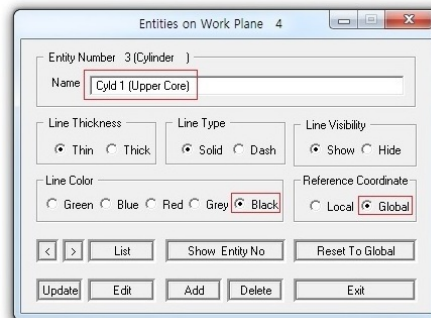 Entities on Work Plane 4
Entity Number 3 (Cylinder )
Name Cyld 1 (Upper Core)
Line Thickness Line Type Line Visibility
Thin Thick Solid Dash Show Hide
Line Color Reference Coordinate
Green Blue Red Grey Black Local Global
< > List Show Entity No Reset To Global
Update Edit Add Delete Exit